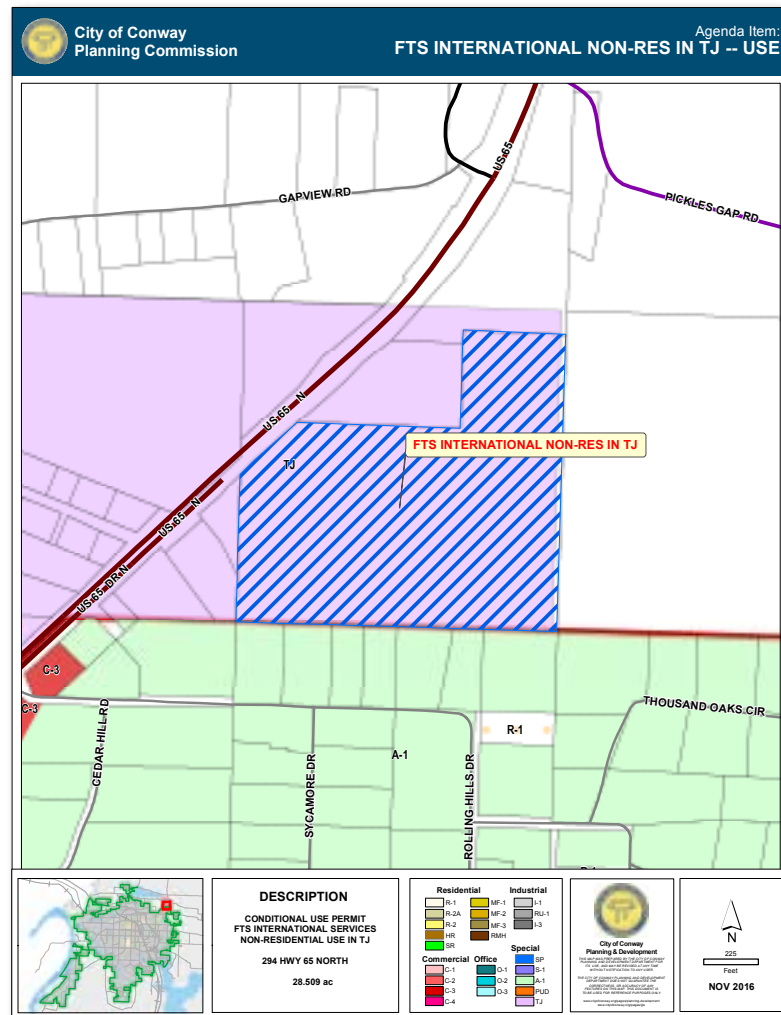 City of Conway
Planning Commission
Agenda Item:
FTS INTERNATIONAL NON-RES IN TJ -- USE
US 65
GAPVIEW RD
PICKLES GAP RD
US 65 N
FTS INTERNATIONAL NON-RES IN TJ
TJ
US 65 N
US 65 DR N
C-3
C-3
CEDAR HILL RD
SYCAMORE DR
A-1
ROLLING HILLS DR
R-1
THOUSAND OAKS CIR
DESCRIPTION
CONDITIONAL USE PERMIT
FTS INTERNATIONAL SERVICES
NON-RESIDENTIAL USE IN TJ
294 HWY 65 NORTH
28.509 ac
Residential
R-1
R-2A
R-2
HR
SR
MF-1
MF-2
MF-3
RMH
Industrial
I-1
RU-1
I-3
Commercial
C-1
C-2
C-3
C-4
Office
O-1
O-2
O-3
Special
SP
S-1
A-1
PUD
TJ
City of Conway
Planning & Development
N
225
Feet
NOV 2016